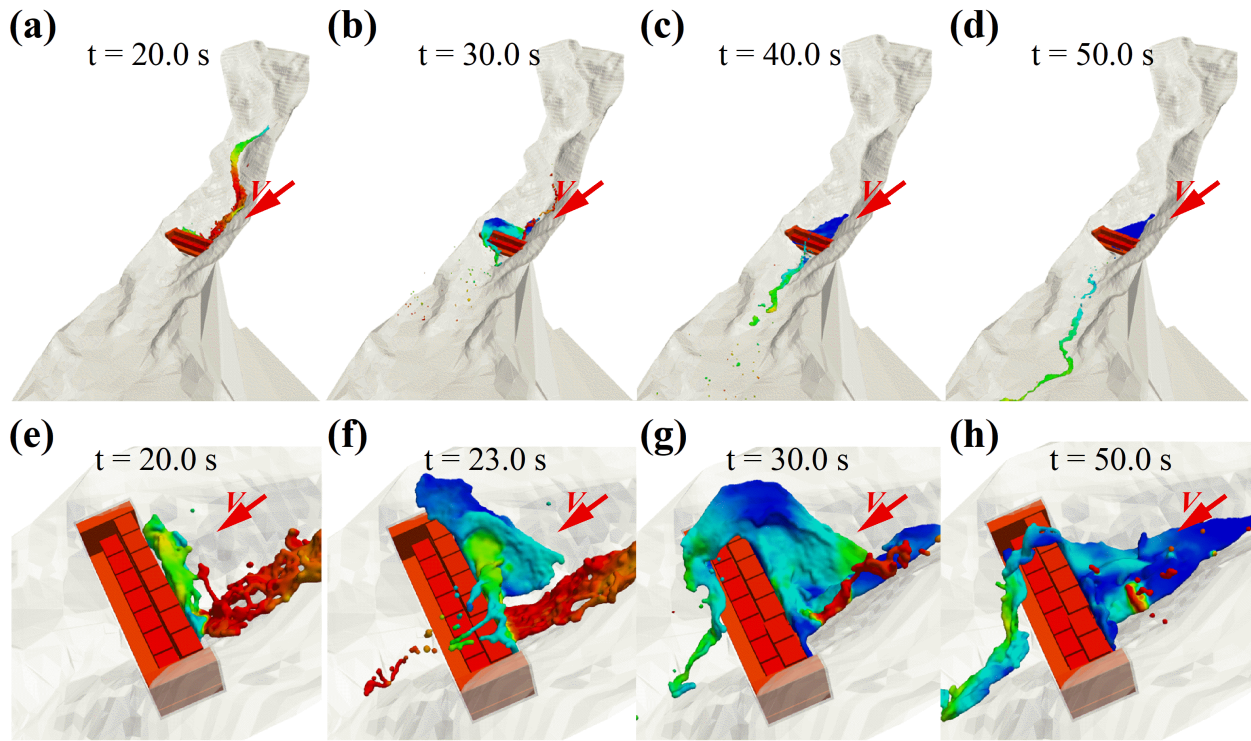 (a)
t = 20.0 s
V
(b)
t = 30.0 s
V
(c)
t = 40.0 s
V
(d)
t = 50.0 s
V
(e)
t = 20.0 s
V
(f)
t = 23.0 s
V
(g)
t = 30.0 s
V
(h)
t = 50.0 s
V